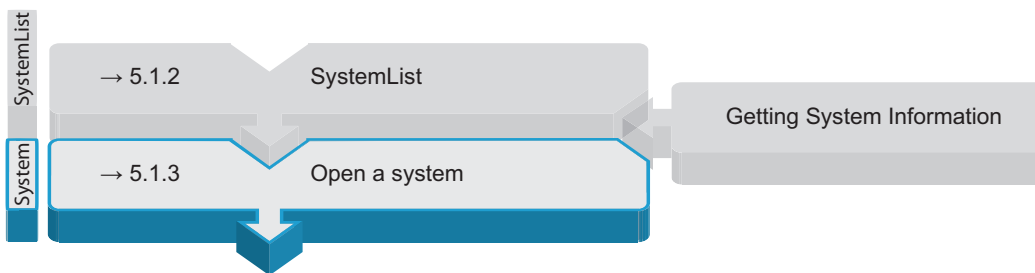 SystemList
→ 5.1.2 SystemList
Getting System Information
System
→ 5.1.3 Open a system